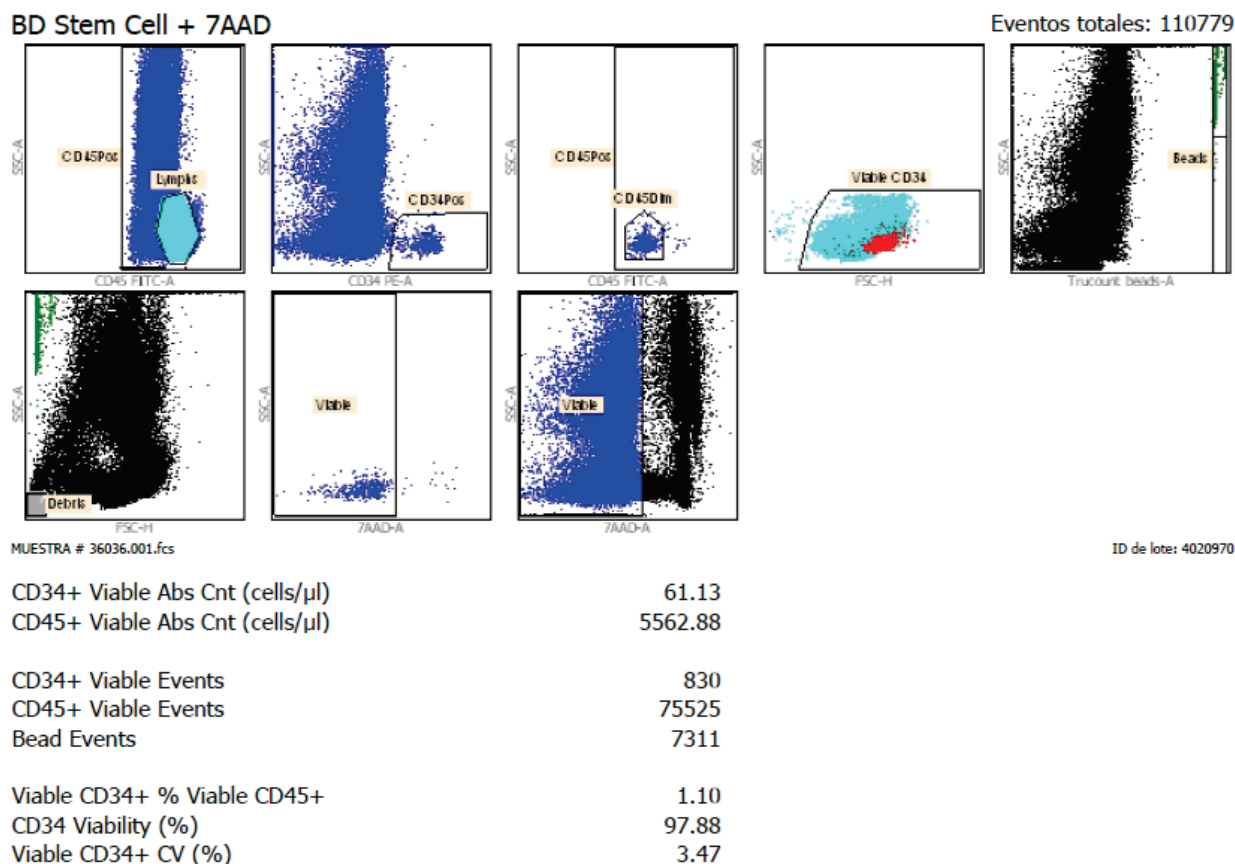 BD Stem Cell + 7AAD
Eventos totales: 110779
SSC-A
CD45Pos
Lymphs
CD45 FITC-A
SSC-A
CD34Pos
CD34 PE-A
SSC-A
CD45Pos
CD45Dim
CD45 FITC-A
SSC-A
Viable CD34
FSC-H
SSC-A
Beads
Trucount beads-A
SSC-A
Debris
FSC-H
SSC-A
Viable
7AAD-A
SSC-A
Viable
7AAD-A
MUESTRA # 36036.001.fcs
ID de lote: 4020970
CD34+ Viable Abs Cnt (cells/µl) 61.13
CD45+ Viable Abs Cnt (cells/µl) 5562.88
CD34+ Viable Events 830
CD45+ Viable Events 75525
Bead Events 7311
Viable CD34+ % Viable CD45+ 1.10
CD34 Viability (%) 97.88
Viable CD34+ CV (%) 3.47